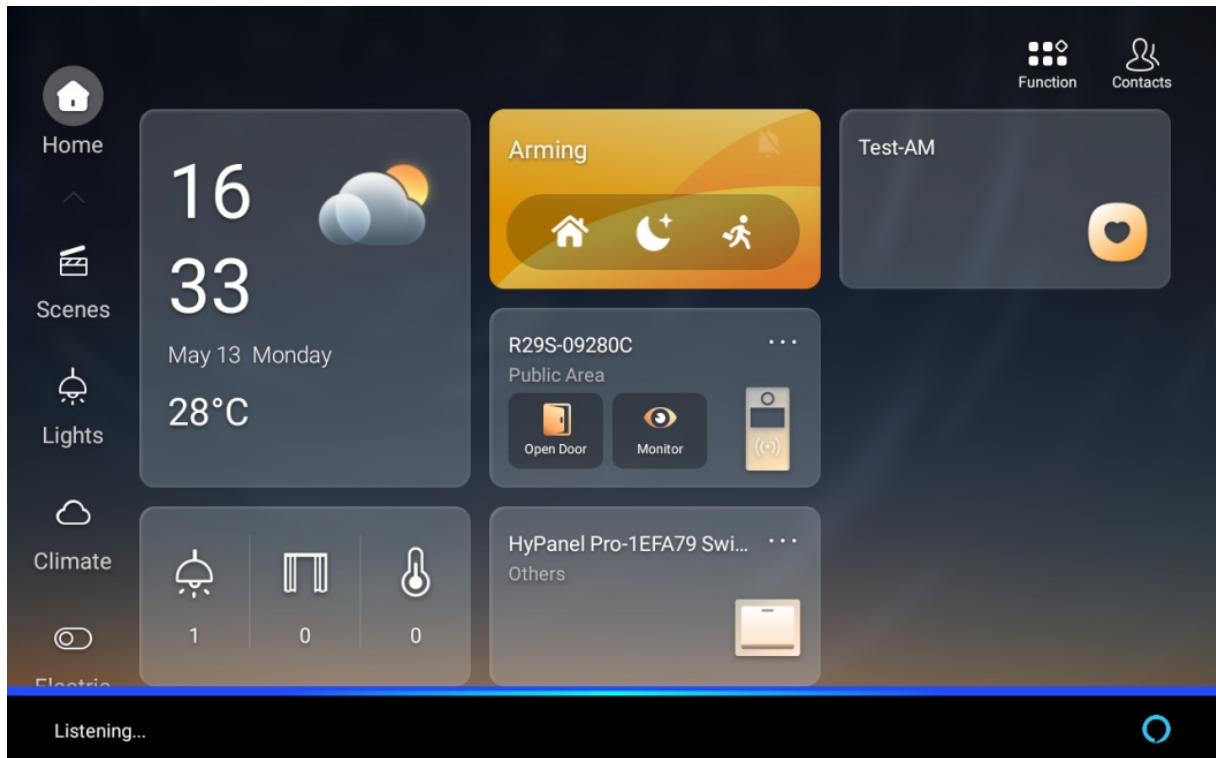 Function
Contacts
Home
Scenes
Lights
Climate
Electric
16
33
May 13 Monday
28°C
1
0
0
Arming
R29S-09280C
Public Area
Open Door
Monitor
HyPanel Pro-1EFA79 Swi...
Others
Test-AM
Listening...